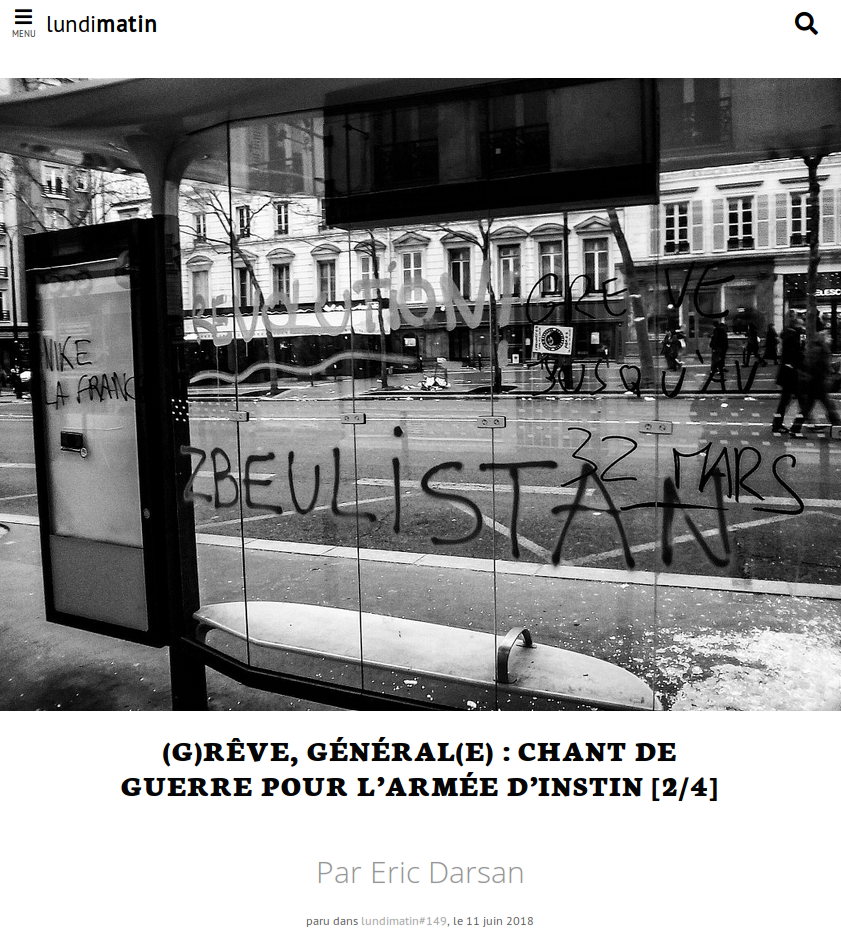 MENU
lundimatin
REVOLUTION
GREVE
JUSQU'AU
32 MARS
NIKE
LA FRANC
ZBEULISTAN
(G)RÊVE, GÉNÉRAL(E) : CHANT DE
GUERRE POUR L’ARMÉE D’INSTIN [2/4]
Par Eric Darsan
paru dans lundimatin#149, le 11 juin 2018